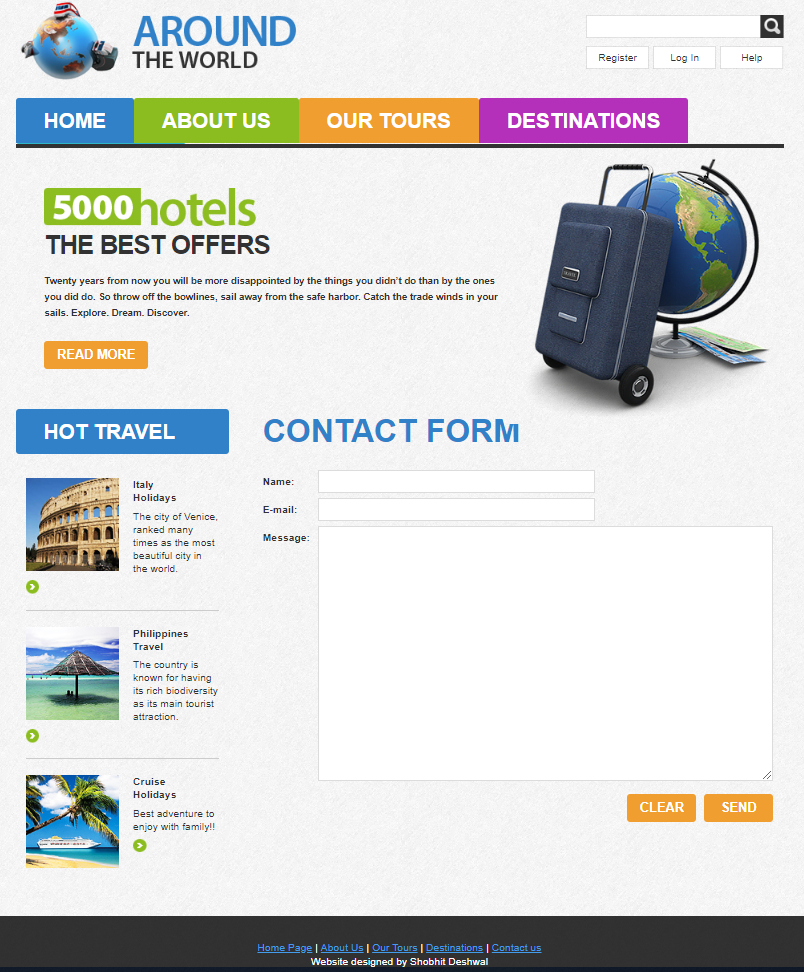 AROUND
THE WORLD
Register
Log In
Help
HOME
ABOUT US
OUR TOURS
DESTINATIONS
5000hotels
THE BEST OFFERS
Twenty years from now you will be more disappointed by the things you didn't do than by the ones
you did do. So throw off the bowlines, sail away from the safe harbor. Catch the trade winds in your
sails. Explore. Dream. Discover.
READ MORE
HOT TRAVEL
Italy
Holidays
The city of Venice,
ranked many
times as the most
beautiful city in
the world.
Philippines
Travel
The country is
known for having
its rich biodiversity
as its main tourist
attraction.
Cruise
Holidays
Best adventure to
enjoy with family!!
CONTACT FORM
Name:
E-mail:
Message:
CLEAR
SEND
Home Page | About Us | Our Tours | Destinations | Contact us
Website designed by Shobhit Deshwal